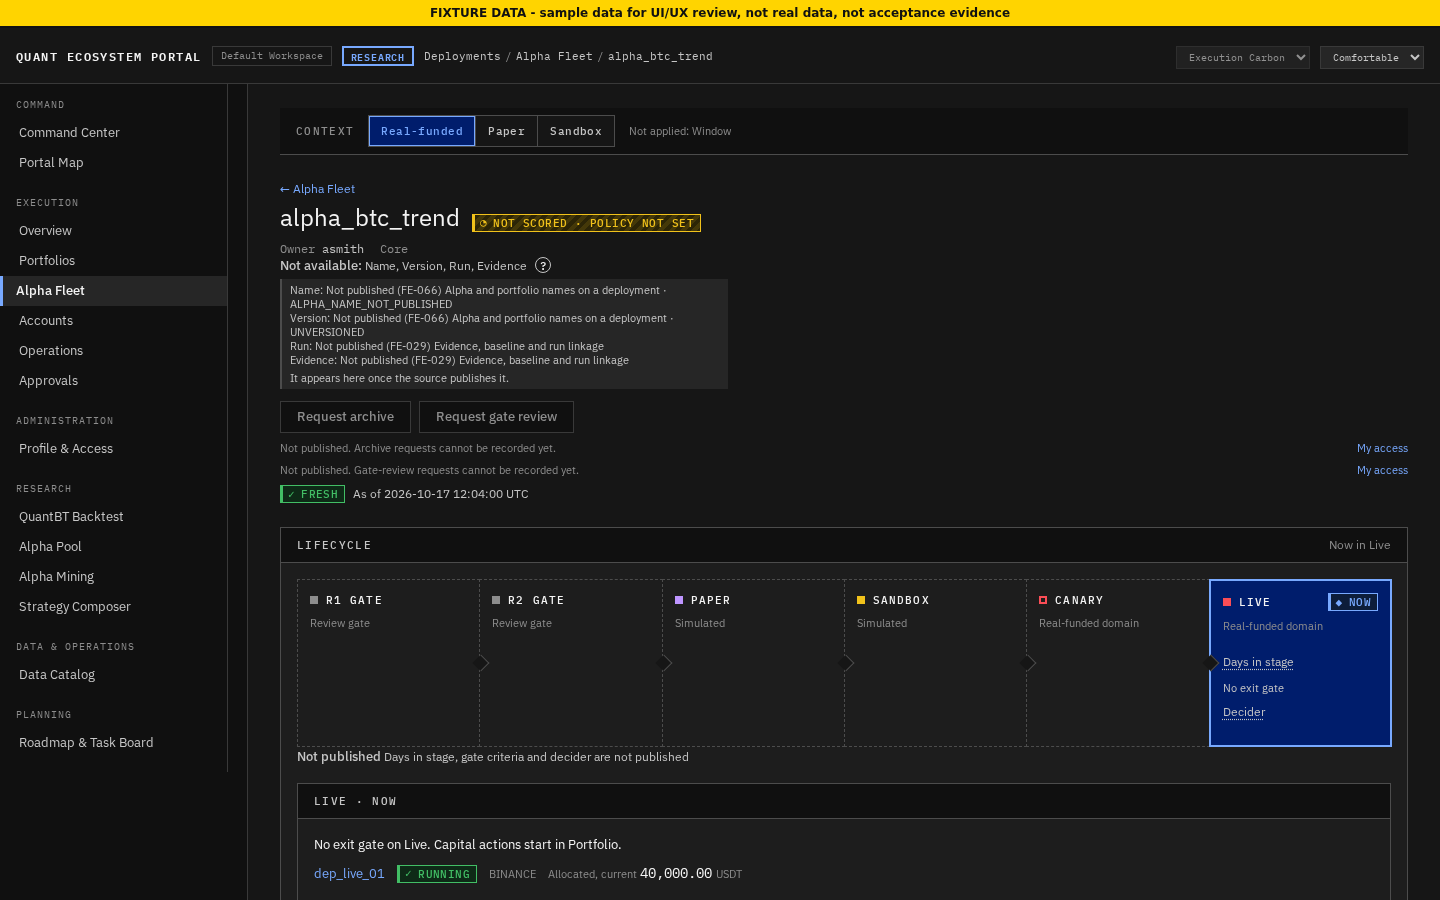 FIXTURE DATA - sample data for UI/UX review, not real data, not acceptance evidence
QUANT ECOSYSTEM PORTAL Default Workspace RESEARCH Deployments / Alpha Fleet / alpha_btc_trend Execution Carbon Comfortable
COMMAND
Command Center
Portal Map
EXECUTION
Overview
Portfolios
Alpha Fleet
Accounts
Operations
Approvals
ADMINISTRATION
Profile & Access
RESEARCH
QuantBT Backtest
Alpha Pool
Alpha Mining
Strategy Composer
DATA & OPERATIONS
Data Catalog
PLANNING
Roadmap & Task Board
CONTEXT Real-funded Paper Sandbox Not applied: Window
← Alpha Fleet
alpha_btc_trend ◔ NOT SCORED · POLICY NOT SET
Owner asmith Core
Not available: Name, Version, Run, Evidence ?
Name: Not published (FE-066) Alpha and portfolio names on a deployment ·
ALPHA_NAME_NOT_PUBLISHED
Version: Not published (FE-066) Alpha and portfolio names on a deployment ·
UNVERSIONED
Run: Not published (FE-029) Evidence, baseline and run linkage
Evidence: Not published (FE-029) Evidence, baseline and run linkage
It appears here once the source publishes it.
Request archive Request gate review
Not published. Archive requests cannot be recorded yet. My access
Not published. Gate-review requests cannot be recorded yet. My access
✓ FRESH As of 2026-10-17 12:04:00 UTC
LIFECYCLE Now in Live
R1 GATE
Review gate
R2 GATE
Review gate
PAPER
Simulated
SANDBOX
Simulated
CANARY
Real-funded domain
LIVE ◆ NOW
Real-funded domain
Days in stage
No exit gate
Decider
Not published Days in stage, gate criteria and decider are not published
LIVE · NOW
No exit gate on Live. Capital actions start in Portfolio.
dep_live_01 ✓ RUNNING BINANCE Allocated, current 40,000.00 USDT